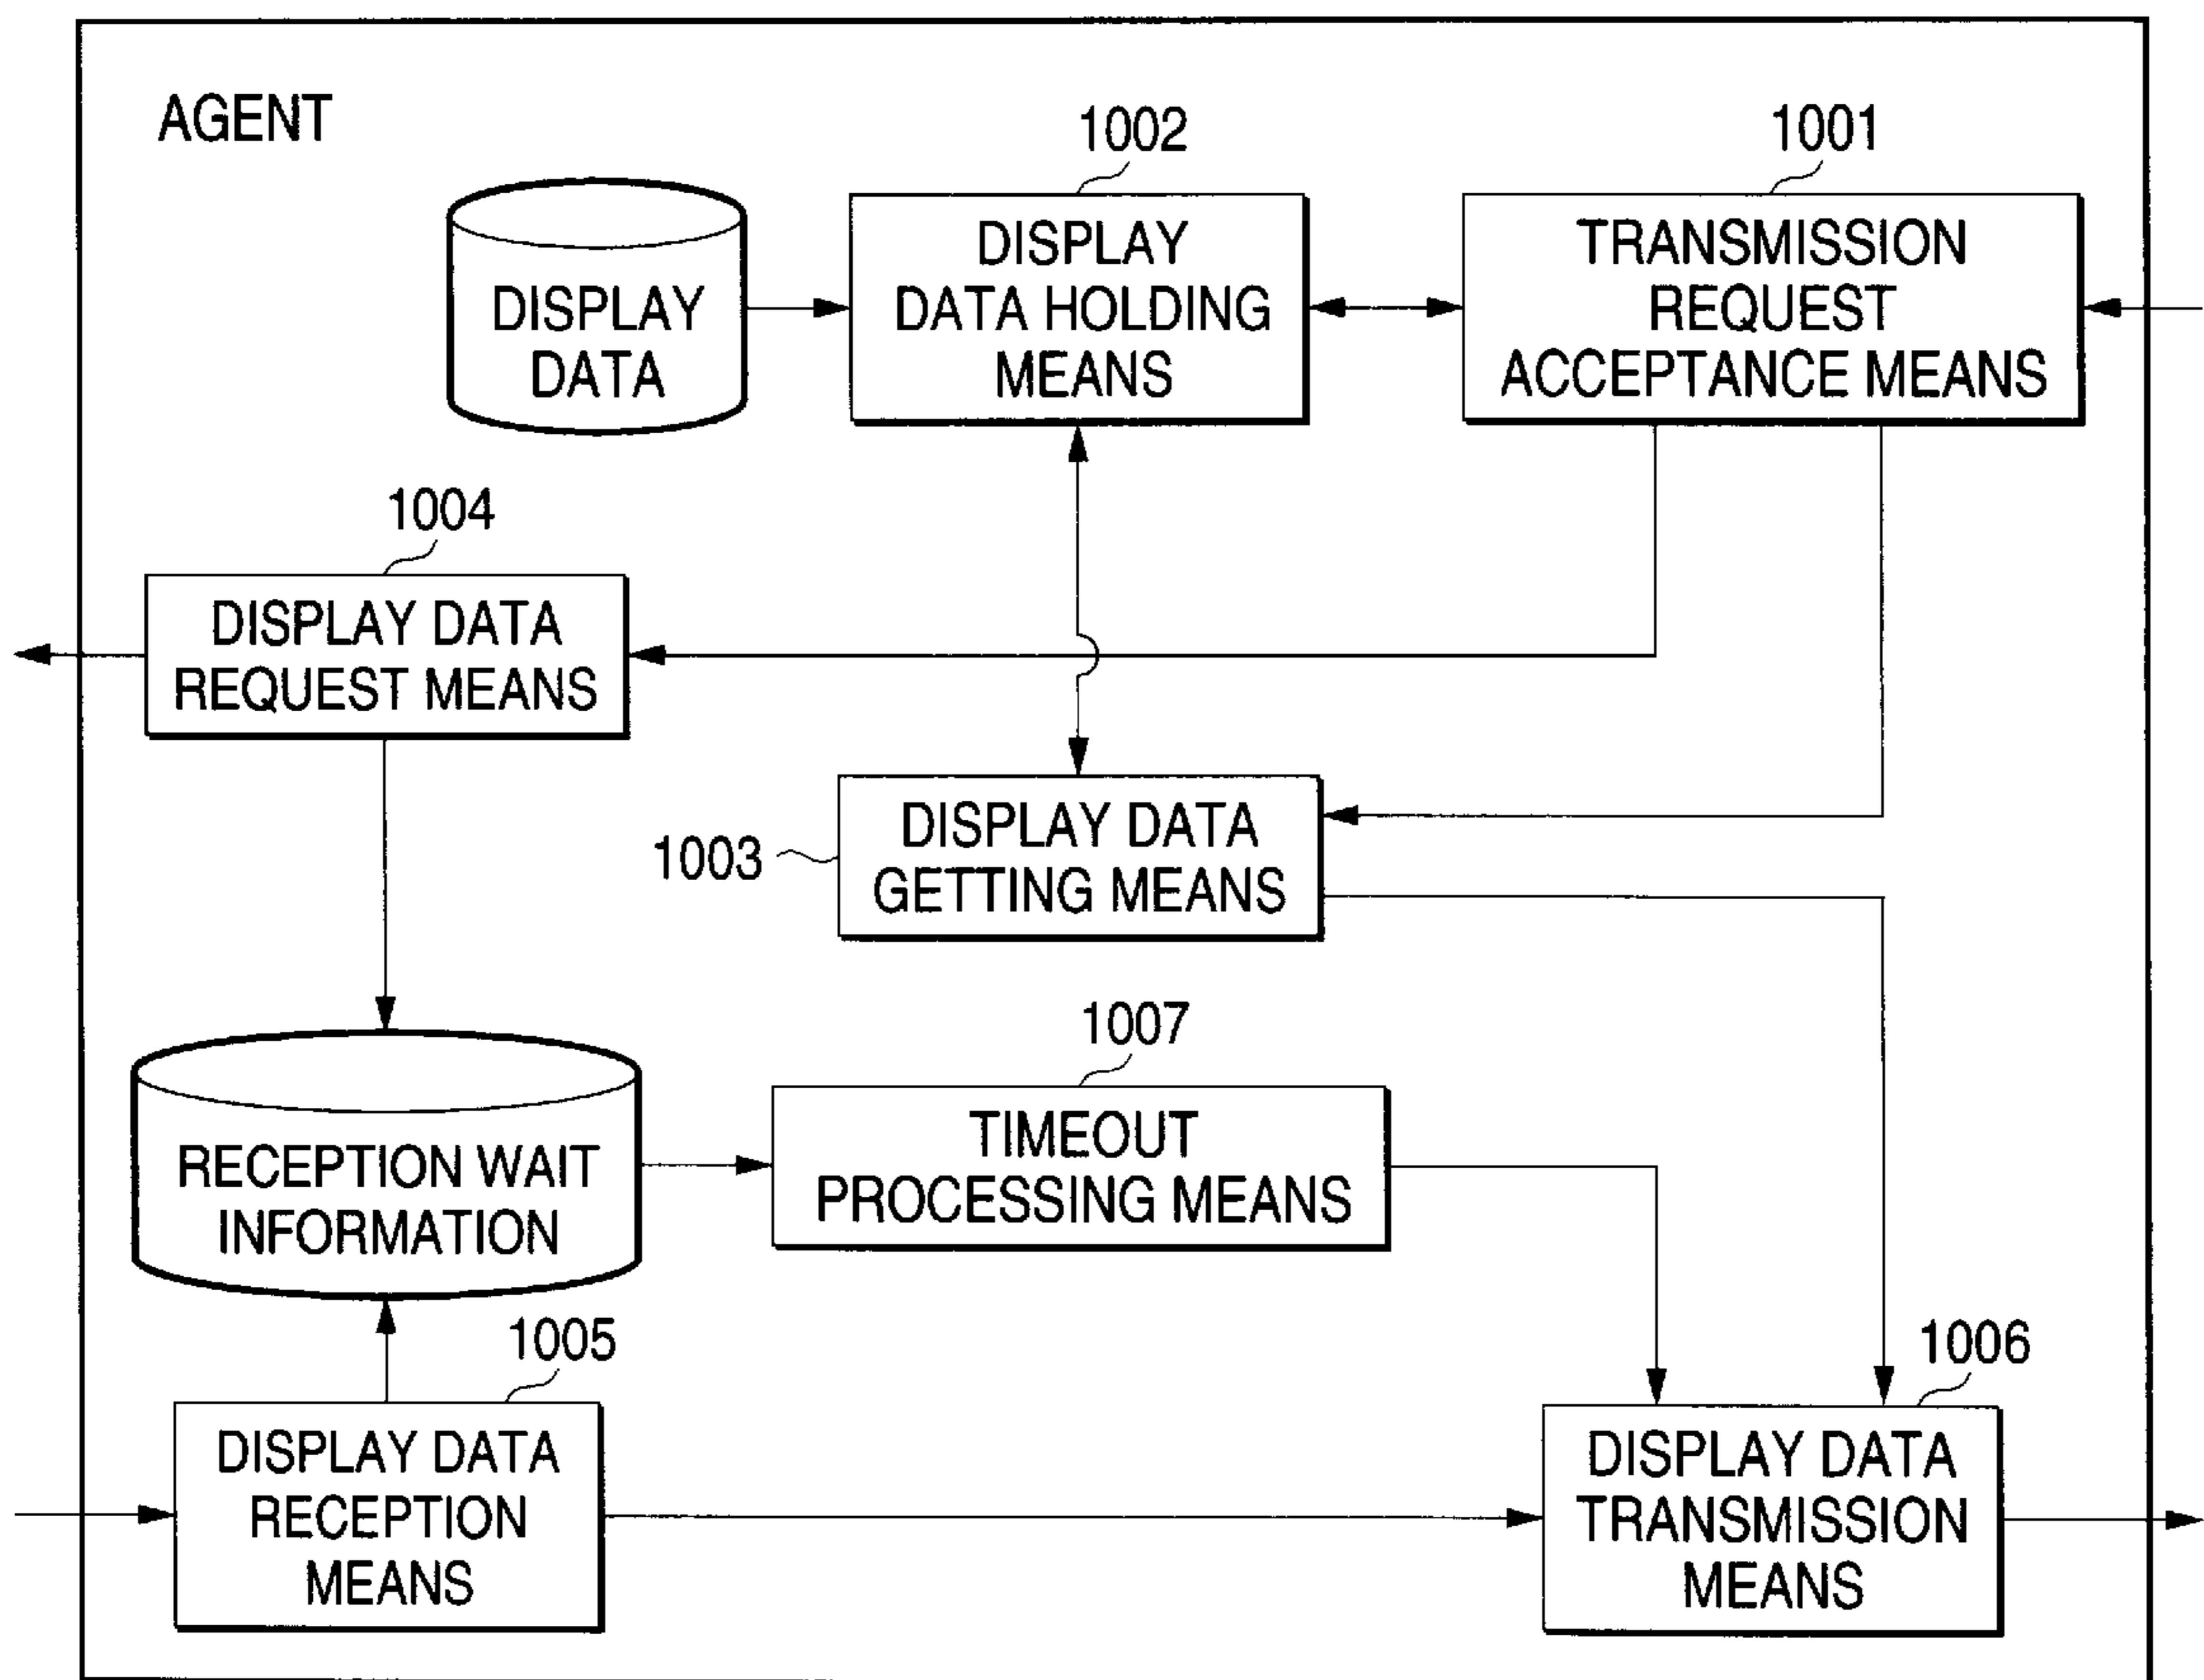 AGENT
1002
1001
DISPLAY
DATA
DISPLAY
DATA HOLDING
MEANS
TRANSMISSION
REQUEST
ACCEPTANCE MEANS
1004
DISPLAY DATA
REQUEST MEANS
1003
DISPLAY DATA
GETTING MEANS
1007
RECEPTION WAIT
INFORMATION
TIMEOUT
PROCESSING MEANS
1005
1006
DISPLAY DATA
RECEPTION
MEANS
DISPLAY DATA
TRANSMISSION
MEANS